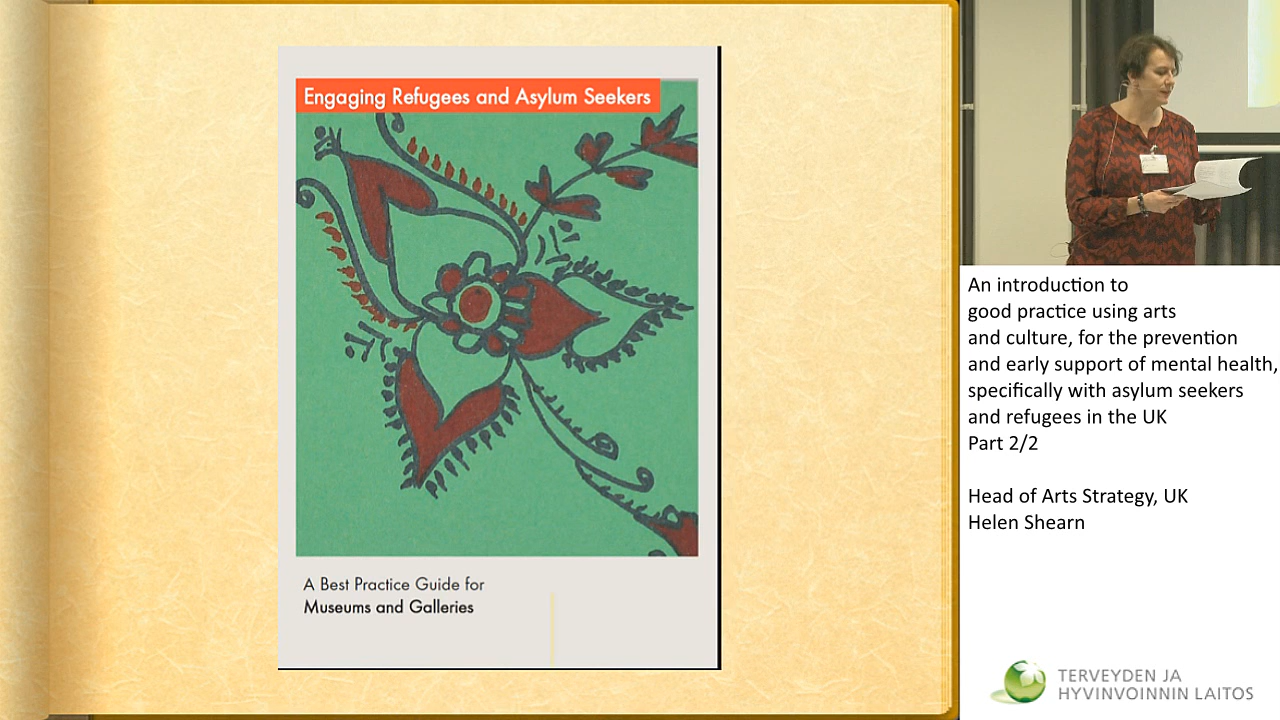 Engaging Refugees and Asylum Seekers
A Best Practice Guide for
Museums and Galleries
An introduction to
good practice using arts
and culture, for the prevention
and early support of mental health,
specifically with asylum seekers
and refugees in the UK
Part 2/2
Head of Arts Strategy, UK
Helen Shearn
TERVEYDEN JA
HYVINVOINNIN LAITOS